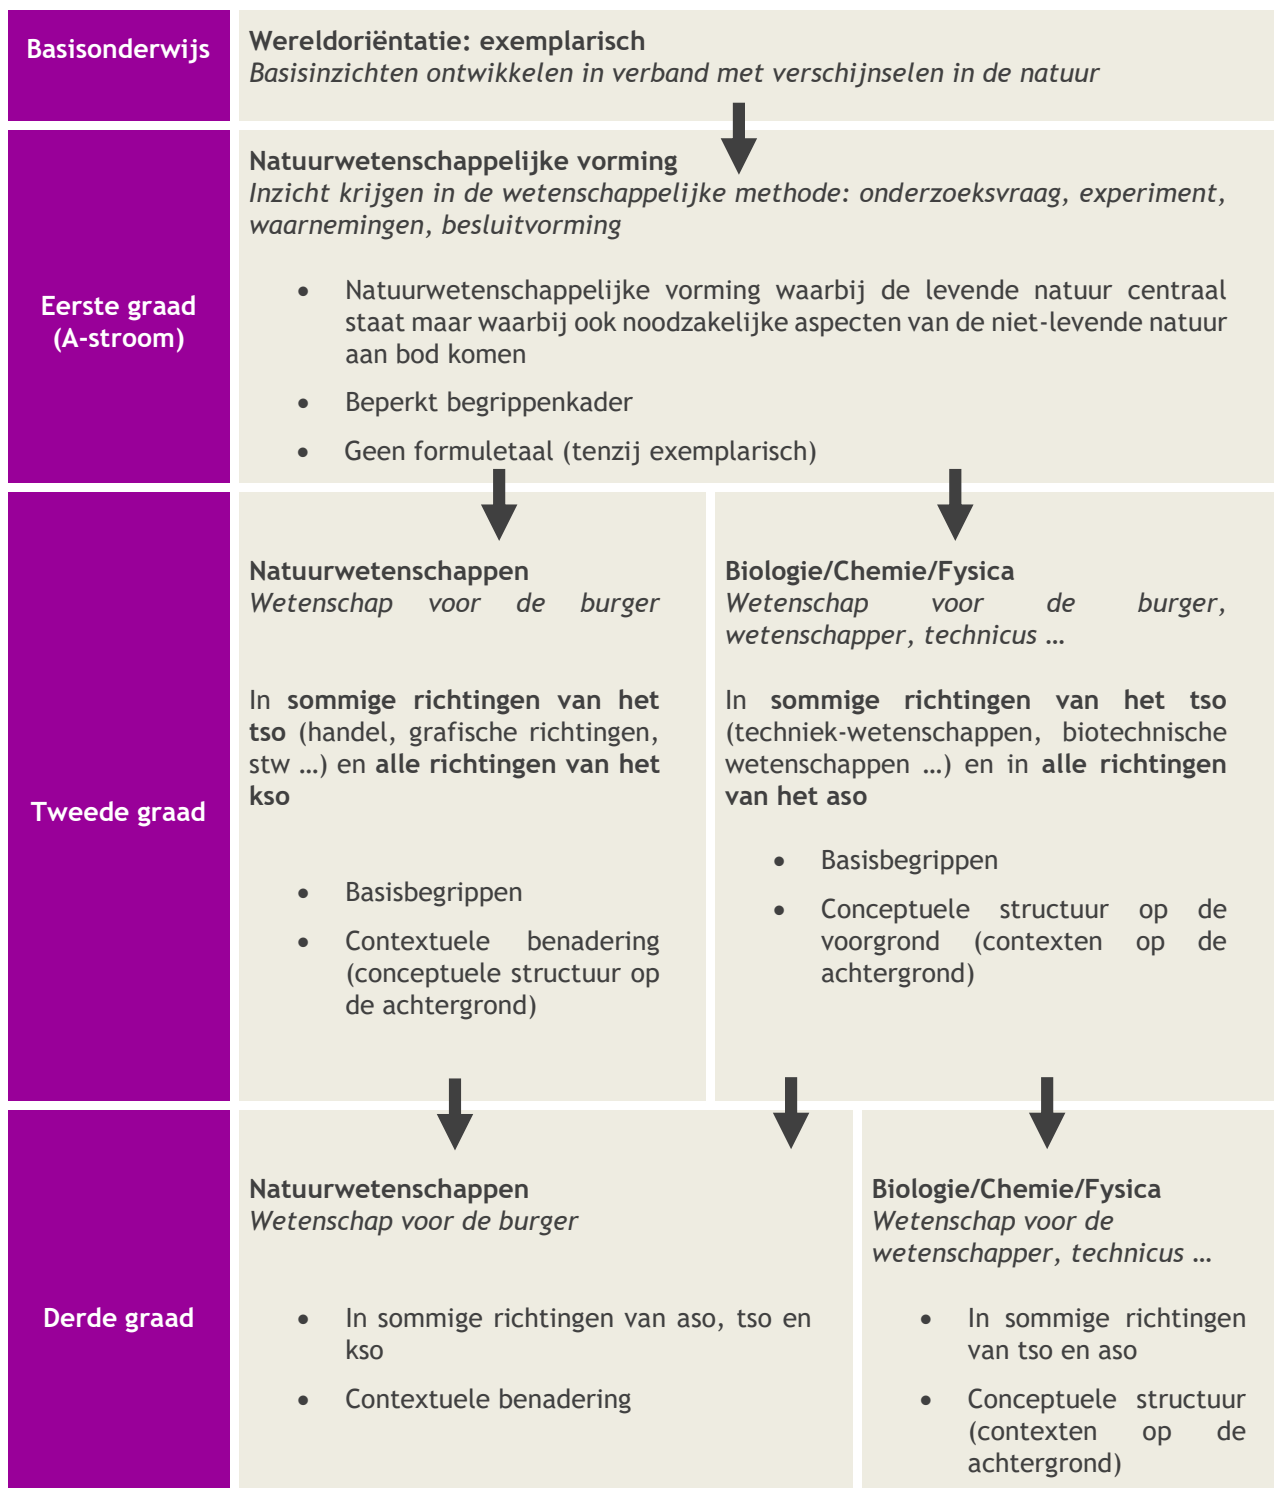 Basisonderwijs
Wereldoriëntatie: exemplarisch
Basisinzichten ontwikkelen in verband met verschijnselen in de natuur
Eerste graad
(A-stroom)
Natuurwetenschappelijke vorming
Inzicht krijgen in de wetenschappelijke methode: onderzoeksvraag, experiment,
waarnemingen, besluitvorming
• Natuurwetenschappelijke vorming waarbij de levende natuur centraal
staat maar waarbij ook noodzakelijke aspecten van de niet-levende natuur
aan bod komen
• Beperkt begrippenkader
• Geen formuletaal (tenzij exemplarisch)
Tweede graad
Natuurwetenschappen
Wetenschap voor de burger
In sommige richtingen van het
tso (handel, grafische richtingen,
stw …) en alle richtingen van het
kso
• Basisbegrippen
• Contextuele benadering
(conceptuele structuur op
de achtergrond)
Biologie/Chemie/Fysica
Wetenschap voor de burger,
wetenschapper, technicus …
In sommige richtingen van het tso
(techniek-wetenschappen, biotechnische
wetenschappen …) en in alle richtingen
van het aso
• Basisbegrippen
• Conceptuele structuur op de
voorgrond (contexten op de
achtergrond)
Derde graad
Natuurwetenschappen
Wetenschap voor de burger
• In sommige richtingen van aso, tso en
kso
• Contextuele benadering
Biologie/Chemie/Fysica
Wetenschap voor de
wetenschapper, technicus …
• In sommige richtingen
van tso en aso
• Conceptuele structuur
(contexten op de
achtergrond)